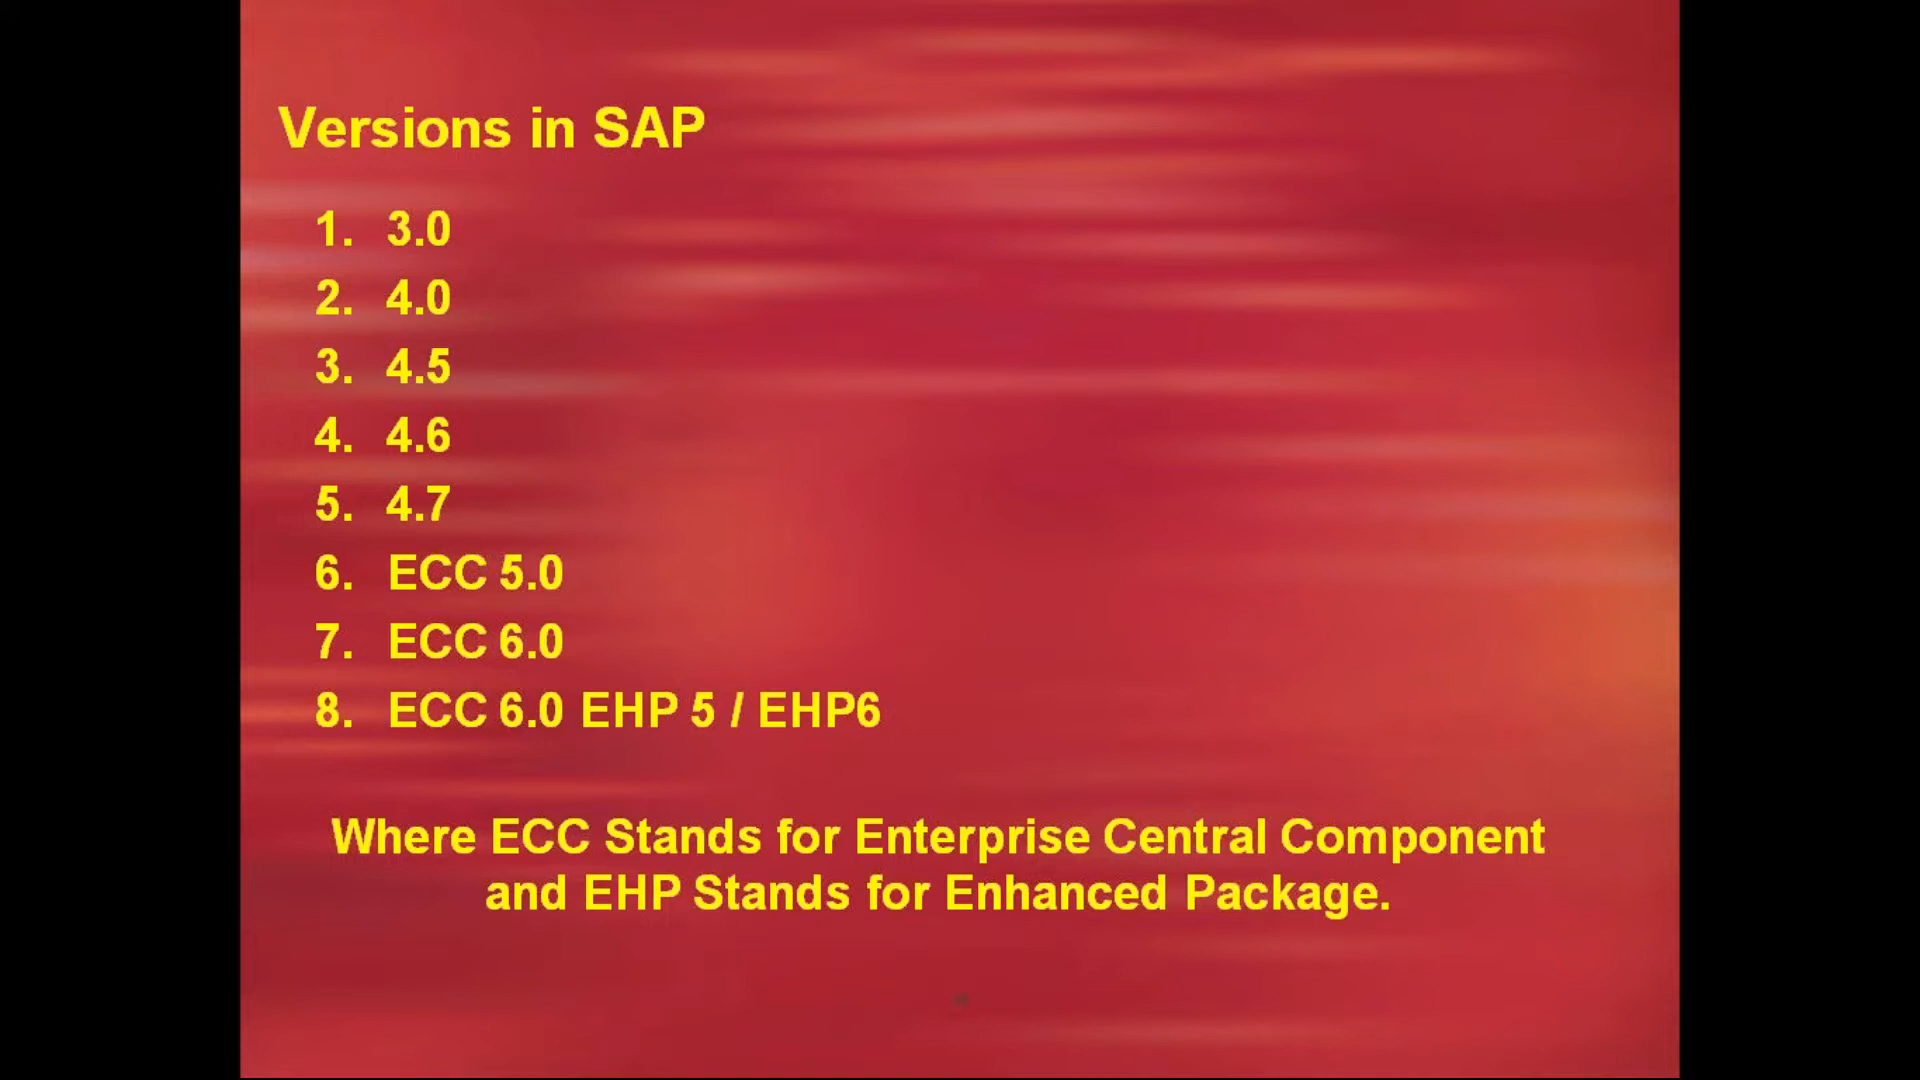 Versions in SAP
1. 3.0
2. 4.0
3. 4.5
4. 4.6
5. 4.7
6. ECC 5.0
7. ECC 6.0
8. ECC 6.0 EHP 5 / EHP6
Where ECC Stands for Enterprise Central Component
and EHP Stands for Enhanced Package.